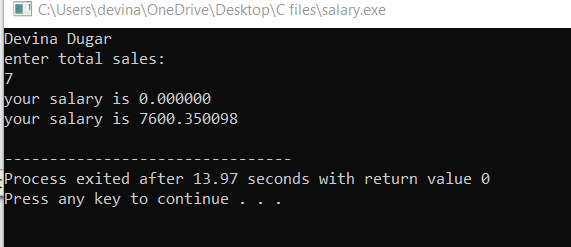 C:\Users\devina\OneDrive\Desktop\C files\salary.exe
Devina Dugar
enter total sales:
7
your salary is 0.000000
your salary is 7600.350098
--------------------------------
Process exited after 13.97 seconds with return value 0
Press any key to continue . . .